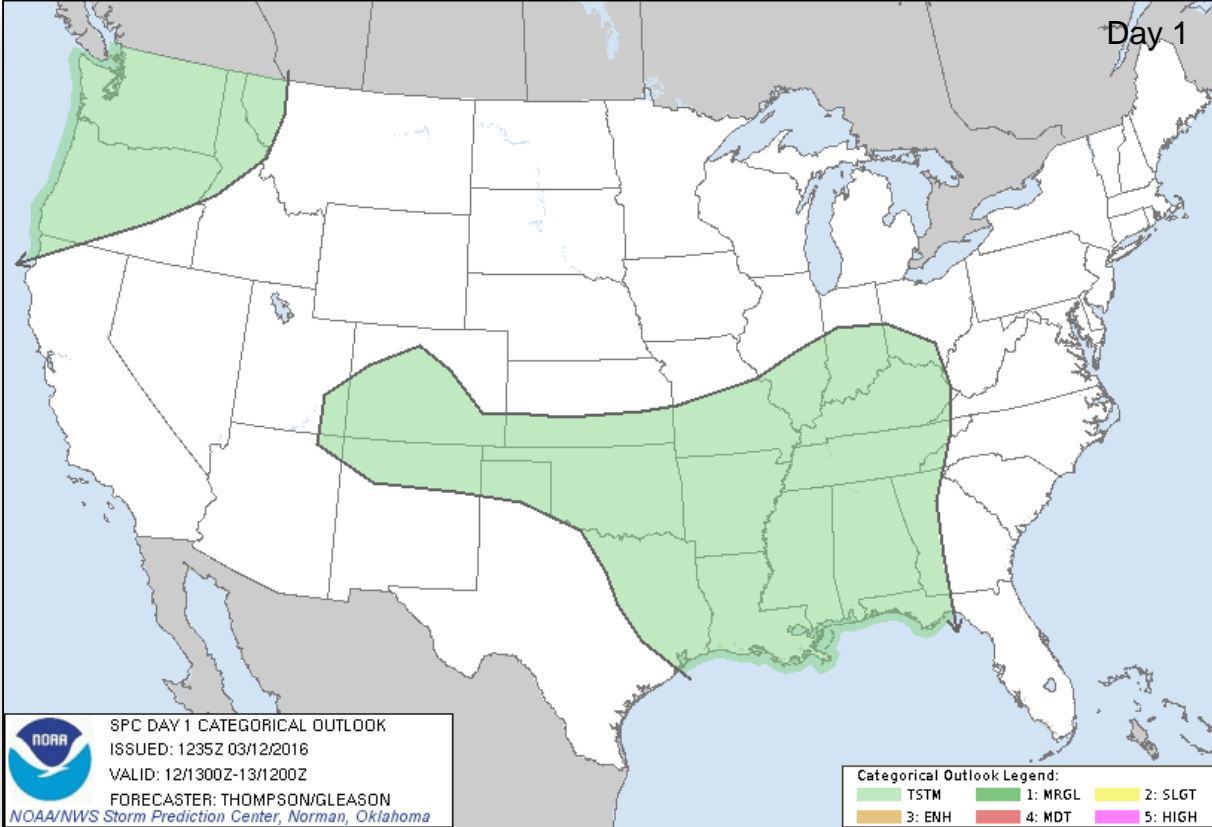 Day 1
NOAA
SPC DAY 1 CATEGORICAL OUTLOOK
ISSUED: 1235Z 03/12/2016
VALID: 12/1300Z-13/1200Z
FORECASTER: THOMPSON/GLEASON
NOAA/NWS Storm Prediction Center, Norman, Oklahoma
Categorical Outlook Legend:
TSTM 1: MRGL 2: SLGT
3: ENH 4: MDT 5: HIGH